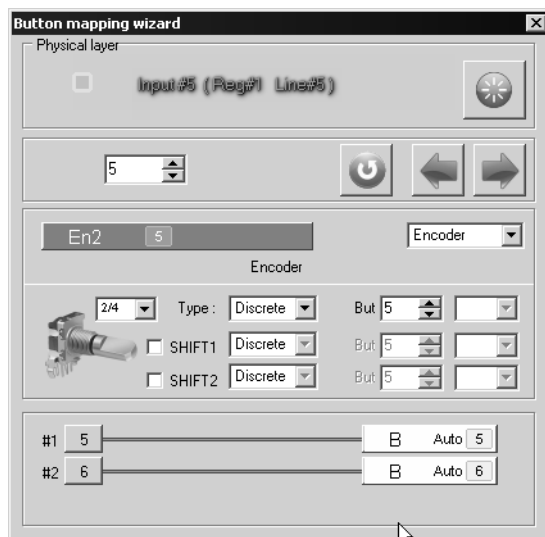 Button mapping wizard
Physical layer
Input#5 (Reg#1 Line#5)
5
En2 5 Encoder
Encoder
2/4 Type : Discrete But 5
SHIFT1 Discrete But 5
SHIFT2 Discrete But 5
#1 5 B Auto 5
#2 6 B Auto 6